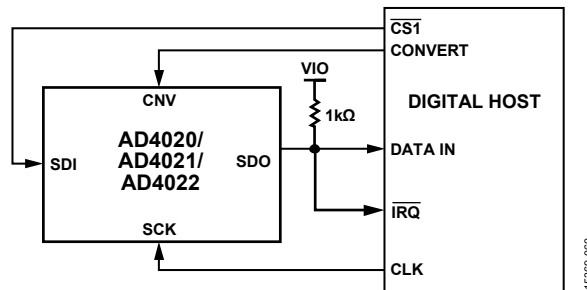 CS1
CONVERT
VIO
CNV
1kΩ
DIGITAL HOST
AD4020/
AD4021/
AD4022
SDI
SDO
DATA IN
IRQ
SCK
CLK